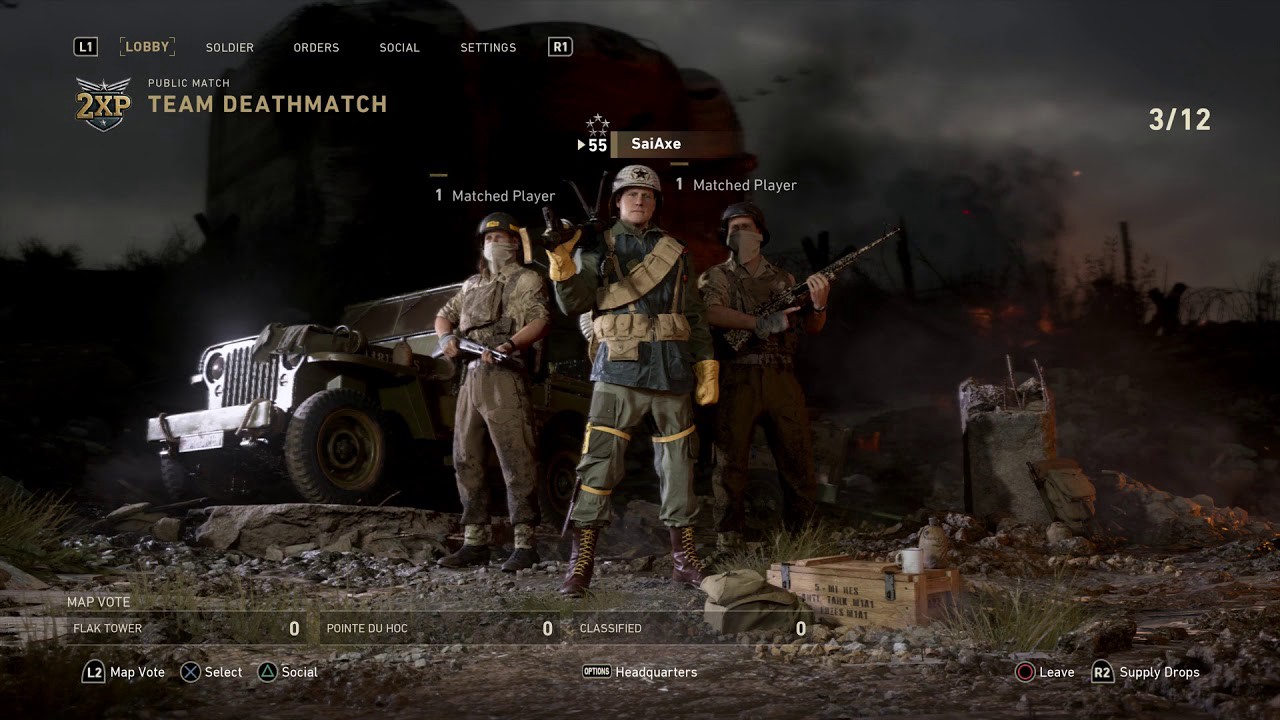 L1 LOBBY SOLDIER ORDERS SOCIAL SETTINGS R1
PUBLIC MATCH
2XP TEAM DEATHMATCH
3/12
55 SaiAxe
1 Matched Player
1 Matched Player
MAP VOTE
FLAK TOWER 0 POINTE DU HOC 0 CLASSIFIED 0
L2 Map Vote Select Social OPTIONS Headquarters Leave R2 Supply Drops